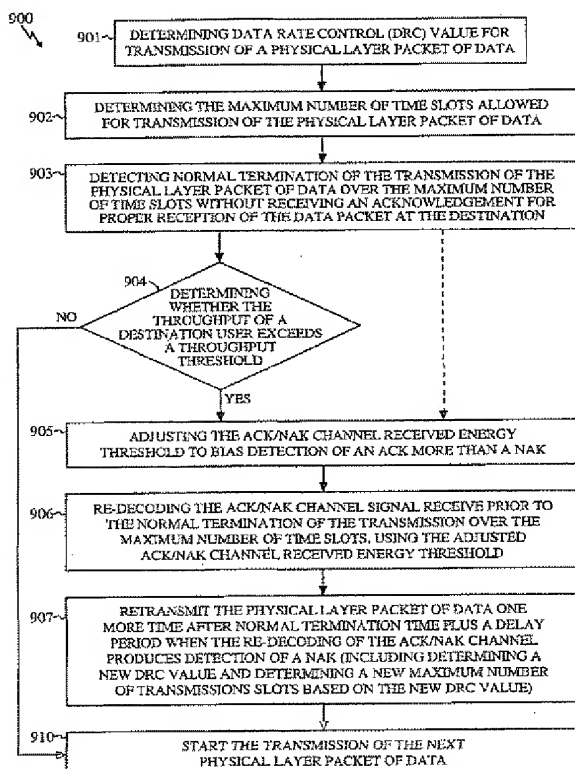 900
901
DETERMINING DATA RATE CONTROL (DRC) VALUE FOR
TRANSMISSION OF A PHYSICAL LAYER PACKET OF DATA
902
DETERMINING THE MAXIMUM NUMBER OF TIME SLOTS ALLOWED
FOR TRANSMISSION OF THE PHYSICAL LAYER PACKET OF DATA
903
DETECTING NORMAL TERMINATION OF THE TRANSMISSION OF THE
PHYSICAL LAYER PACKET OF DATA OVER THE MAXIMUM NUMBER
OF TIME SLOTS WITHOUT RECEIVING AN ACKNOWLEDGEMENT FOR
PROPER RECEPTION OF THE DATA PACKET AT THE DESTINATION
904
DETERMINING
WHETHER THE
THROUGHPUT OF A
DESTINATION USER EXCEEDS
A THROUGHPUT
THRESHOLD
NO
YES
905
ADJUSTING THE ACK/NAK CHANNEL RECEIVED ENERGY
THRESHOLD TO BIAS DETECTION OF AN ACK MORE THAN A NAK
906
RE-DECODING THE ACK/NAK CHANNEL SIGNAL RECEIVE PRIOR TO
THE NORMAL TERMINATION OF THE TRANSMISSION OVER THE
MAXIMUM NUMBER OF TIME SLOTS, USING THE ADJUSTED
ACK/NAK CHANNEL RECEIVED ENERGY THRESHOLD
907
RETRANSMIT THE PHYSICAL LAYER PACKET OF DATA ONE
MORE TIME AFTER NORMAL TERMINATION TIME PLUS A DELAY
PERIOD WHEN THE RE-DECODING OF THE ACK/NAK CHANNEL
PRODUCES DETECTION OF A NAK (INCLUDING DETERMINING A
NEW DRC VALUE AND DETERMINING A NEW MAXIMUM NUMBER
OF TRANSMISSIONS SLOTS BASED ON THE NEW DRC VALUE)
910
START THE TRANSMISSION OF THE NEXT
PHYSICAL LAYER PACKET OF DATA